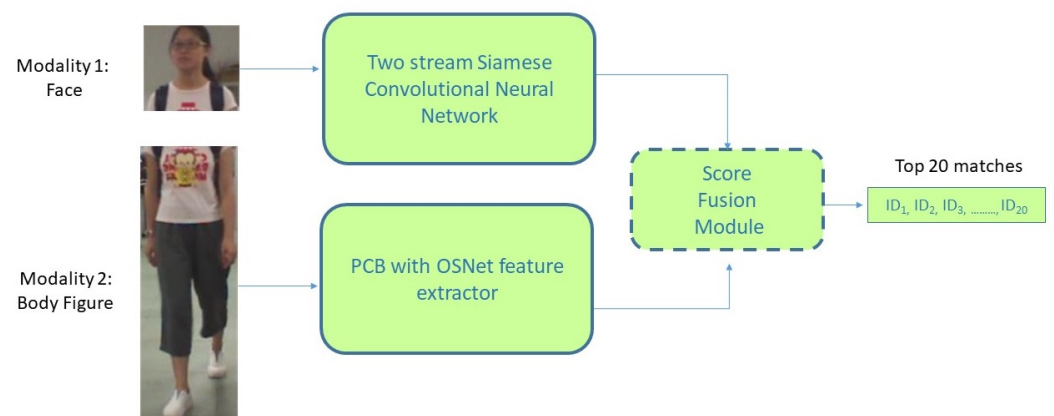 Modality 1:
Face
Two stream Siamese
Convolutional Neural
Network
Score
Fusion
Module
Top 20 matches
ID₁, ID₂, ID₃, ........., ID₂₀
Modality 2:
Body Figure
PCB with OSNet feature
extractor